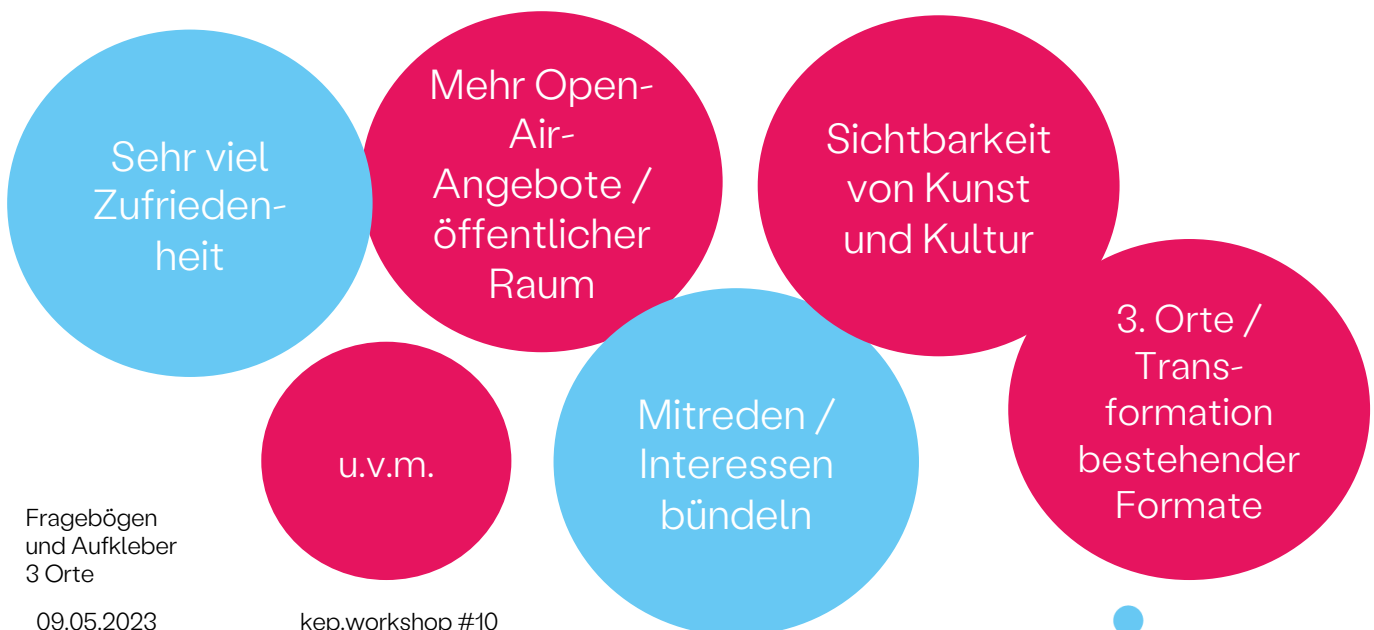 Sehr viel
Zufrieden-
heit
Mehr Open-
Air-
Angebote /
öffentlicher
Raum
Sichtbarkeit
von Kunst
und Kultur
3. Orte /
Trans-
formation
bestehender
Formate
u.v.m.
Mitreden /
Interessen
bündeln
Fragebögen
und Aufkleber
3 Orte
09.05.2023
kep.workshop #10